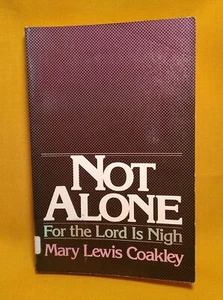 NOT
ALONE
For the Lord Is Nigh
Mary Lewis Coakley